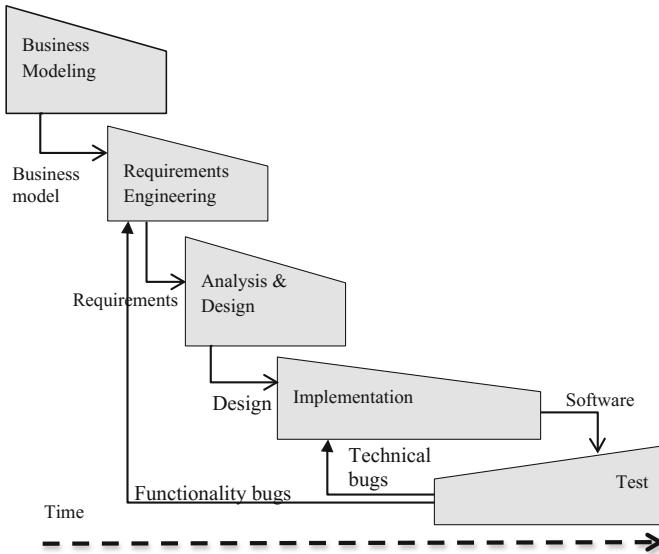 Business
Modeling
Business
model
Requirements
Engineering
Requirements
Analysis &
Design
Design
Implementation
Software
Technical
bugs
Test
Functionality bugs
Time